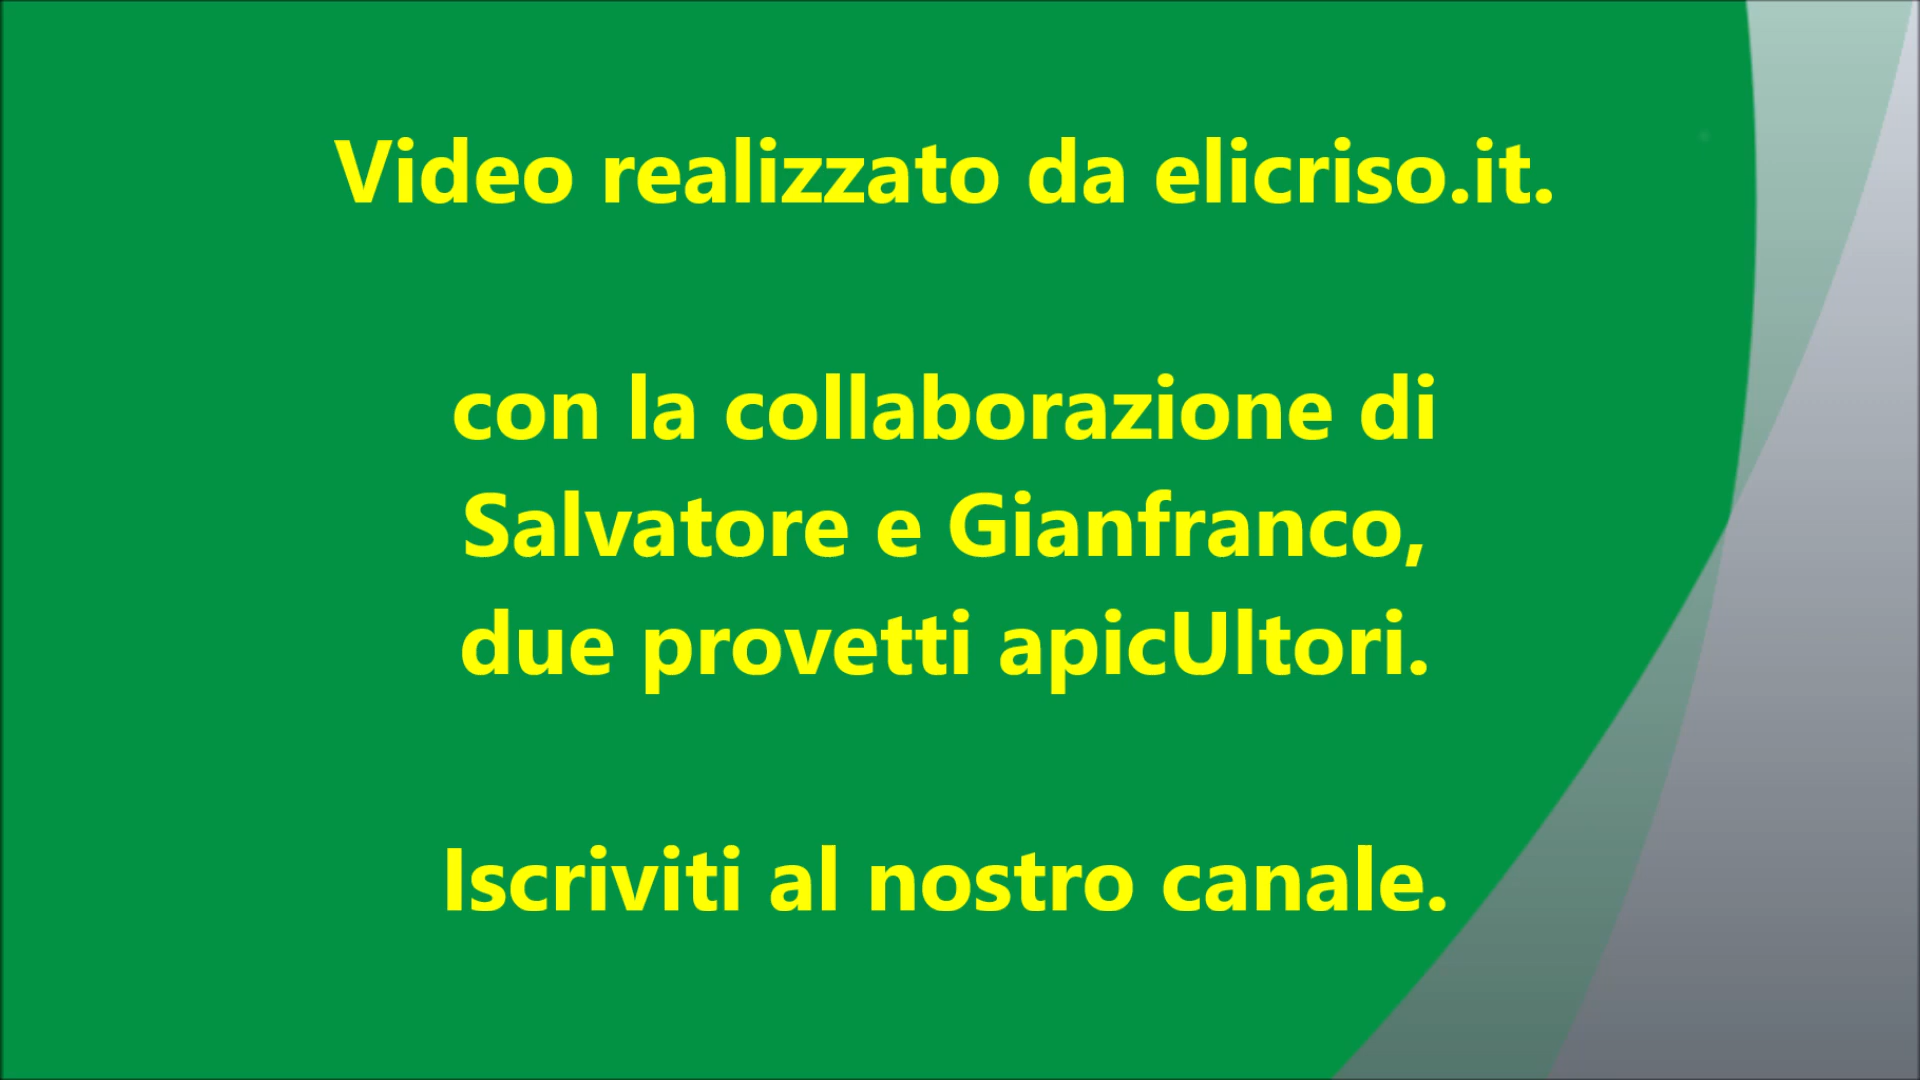 Video realizzato da elicriso.it.
con la collaborazione di
Salvatore e Gianfranco,
due provetti apicUltori.
Iscriviti al nostro canale.